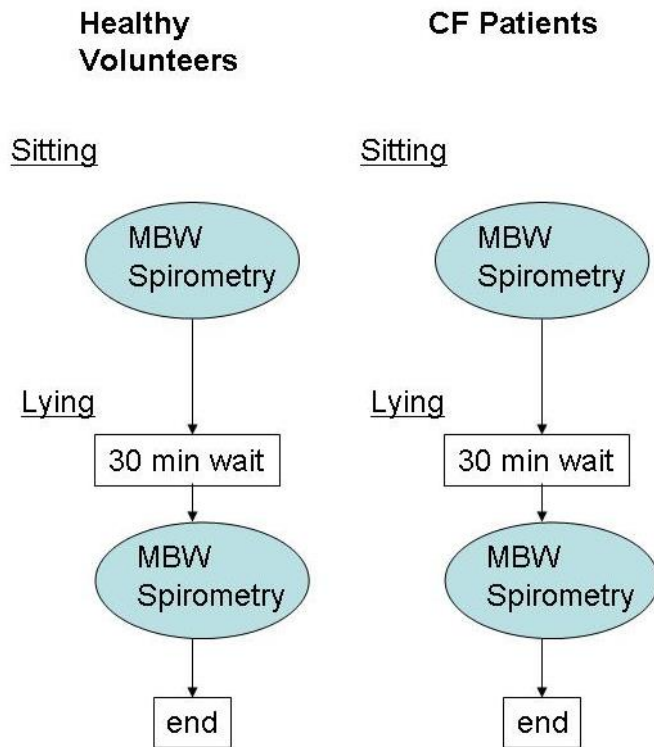 Healthy
Volunteers
Sitting
MBW
Spirometry
Lying
30 min wait
MBW
Spirometry
end
CF Patients
Sitting
MBW
Spirometry
Lying
30 min wait
MBW
Spirometry
end